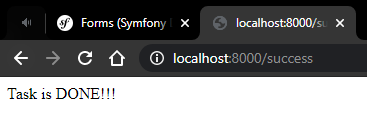 Forms (Symfony
localhost:8000/su
localhost:8000/success
Task is DONE!!!